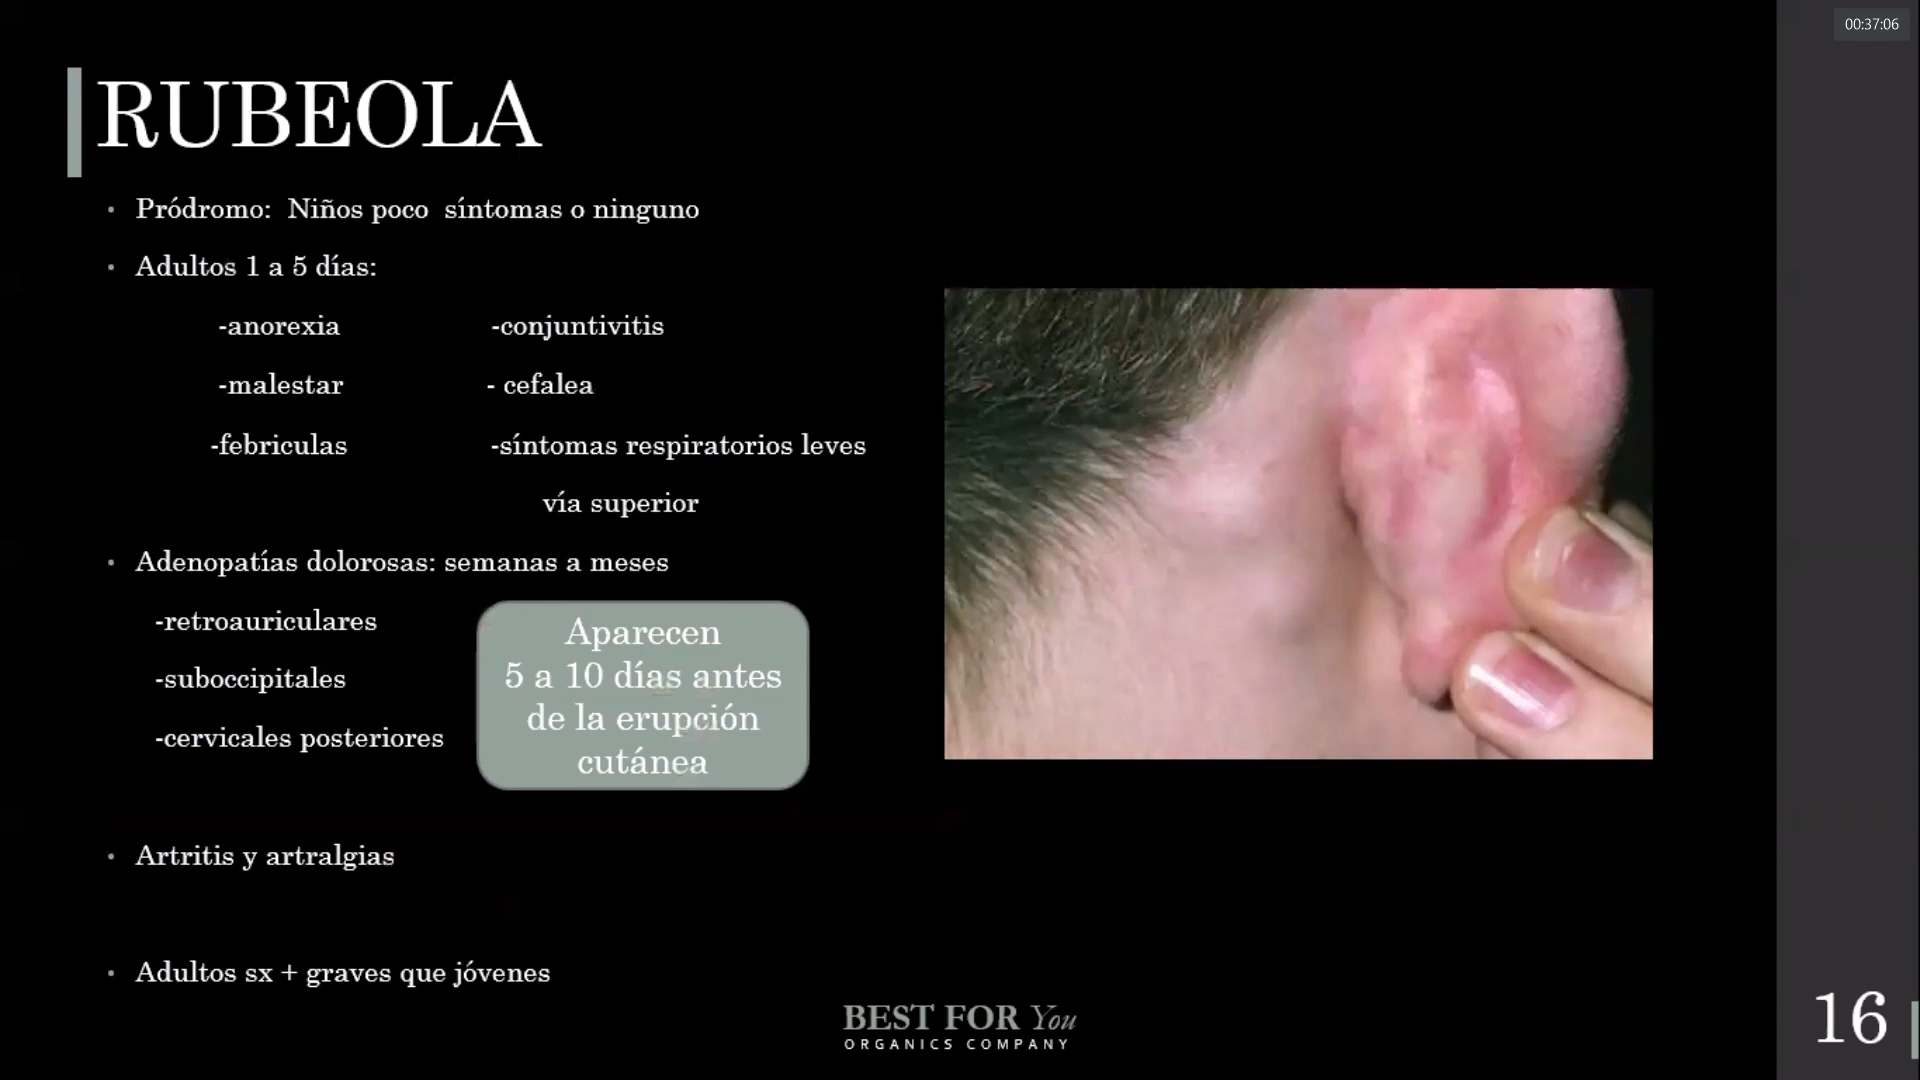 00:37:06
RUBEOLA
• Pródromo: Niños poco síntomas o ninguno
• Adultos 1 a 5 días:
-anorexia -conjuntivitis
-malestar - cefalea
-febriculas -síntomas respiratorios leves
vía superior
• Adenopatías dolorosas: semanas a meses
-retroauriculares
-suboccipitales
-cervicales posteriores
Aparecen
5 a 10 días antes
de la erupción
cutánea
• Artritis y artralgias
• Adultos sx + graves que jóvenes
BEST FOR You
ORGANICS COMPANY
16